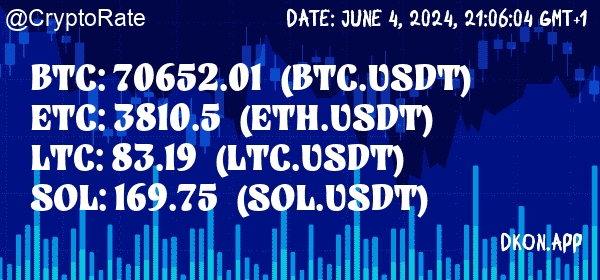 @CryptoRate
DATE: JUNE 4, 2024, 21:06:04 GMT+1
BTC: 70652.01 (BTC.USDT)
ETC: 3810.5 (ETH.USDT)
LTC: 83.19 (LTC.USDT)
SOL: 169.75 (SOL.USDT)
DKON.APP